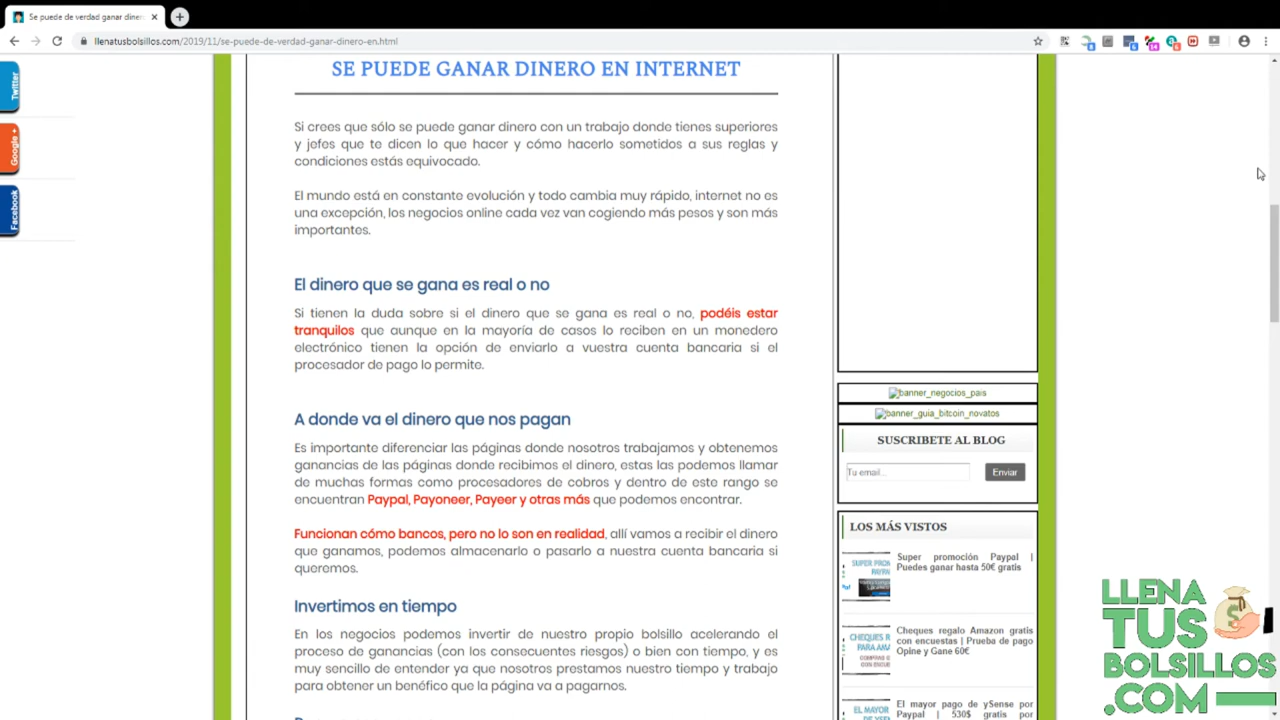 Se puede de verdad ganar diner
llenatusbolsillos.com/2019/11/se-puede-de-verdad-ganar-dinero-en.html
8
6
14
6
Twitter
Google +
Facebook
SE PUEDE GANAR DINERO EN INTERNET
Si crees que sólo se puede ganar dinero con un trabajo donde tienes superiores
y jefes que te dicen lo que hacer y cómo hacerlo sometidos a sus reglas y
condiciones estás equivocado.
El mundo está en constante evolución y todo cambia muy rápido, internet no es
una excepción, los negocios online cada vez van cogiendo más pesos y son más
importantes.
El dinero que se gana es real o no
Si tienen la duda sobre si el dinero que se gana es real o no, podéis estar
tranquilos que aunque en la mayoría de casos lo reciben en un monedero
electrónico tienen la opción de enviarlo a vuestra cuenta bancaria si el
procesador de pago lo permite.
A donde va el dinero que nos pagan
Es importante diferenciar las páginas donde nosotros trabajamos y obtenemos
ganancias de las páginas donde recibimos el dinero, estas las podemos llamar
de muchas formas como procesadores de cobros y dentro de este rango se
encuentran Paypal, Payoneer, Payeer y otras más que podemos encontrar.
Funcionan cómo bancos, pero no lo son en realidad, allí vamos a recibir el dinero
que ganamos, podemos almacenarlo o pasarlo a nuestra cuenta bancaria si
queremos.
Invertimos en tiempo
En los negocios podemos invertir de nuestro propio bolsillo acelerando el
proceso de ganancias (con los consecuentes riesgos) o bien con tiempo, y es
muy sencillo de entender ya que nosotros prestamos nuestro tiempo y trabajo
para obtener un benéfico que la página va a pagarnos.
banner_negocios_pais
banner_guia_bitcoin_novatos
SUSCRIBETE AL BLOG
Tu email...
Enviar
LOS MÁS VISTOS
Super promoción Paypal |
Puedes ganar hasta 50€ gratis
Cheques regalo Amazon gratis
con encuestas | Prueba de pago
Opine y Gane 60€
El mayor pago de ySense por
Paypal | 530$ gratis por
LLENA
TUS
BOLSILLOS
.COM